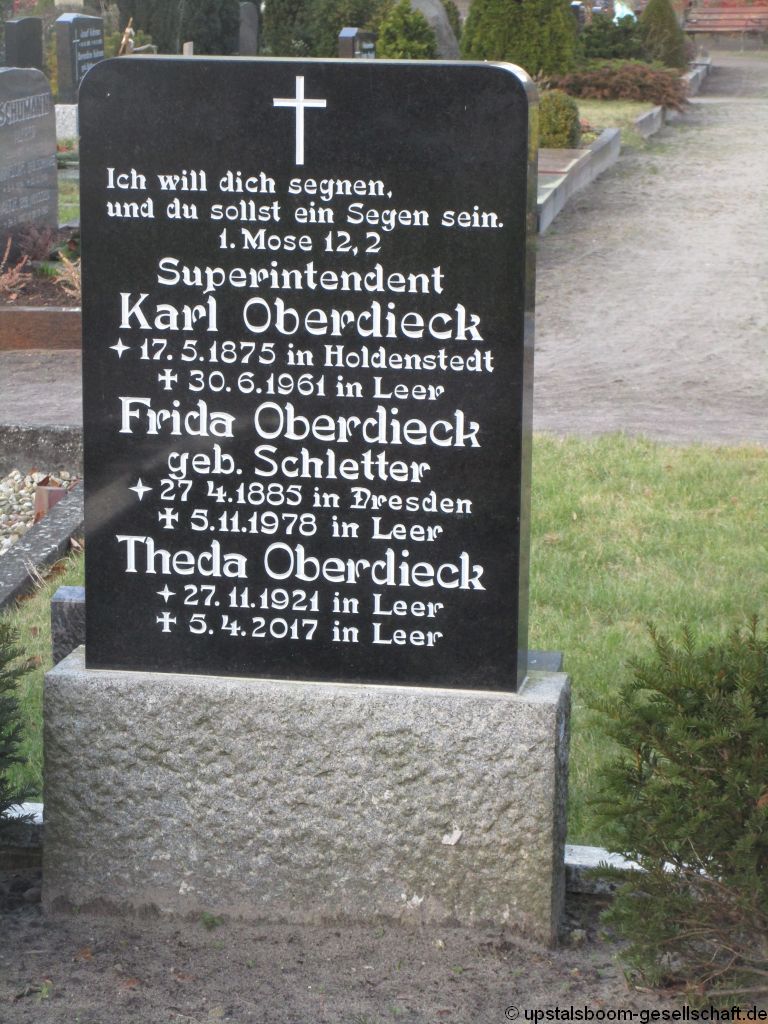 Ich will dich segnen,
und du sollst ein Segen sein.
1. Mose 12,2
Superintendent
Karl Oberdieck
17.5.1875 in Holdenstedt
30.6.1961 in Leer
Frida Oberdieck
geb. Schletter
27 4.1885 in Dresden
5.11.1978 in Leer
Theda Oberdieck
27.11.1921 in Leer
5.4.2017 in Leer
SCHUMANN
© upstalsboom-gesellschaft.de